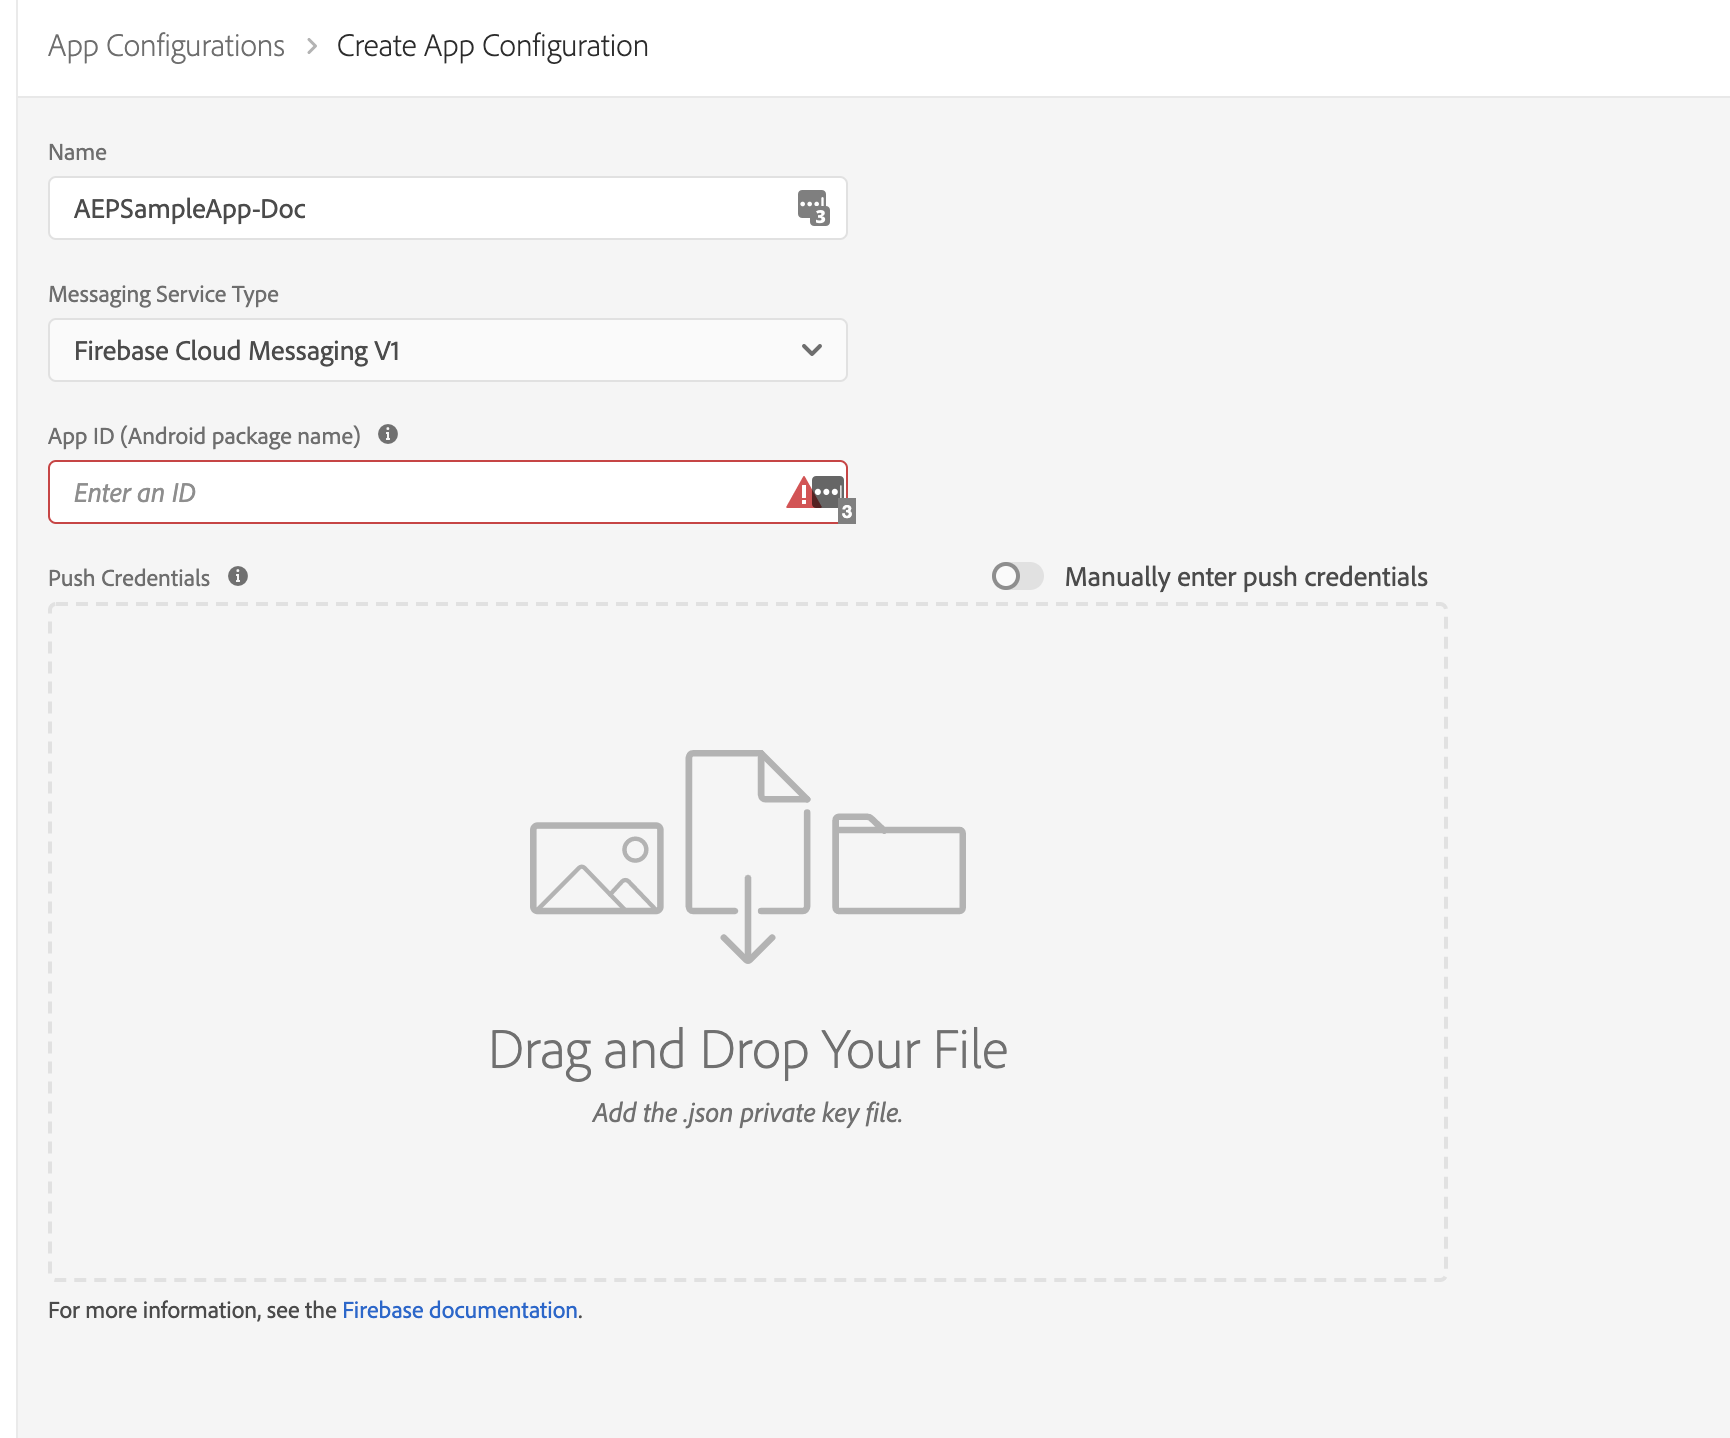 App Configurations > Create App Configuration
Name
AEPSampleApp-Doc
3
Messaging Service Type
Firebase Cloud Messaging V1
App ID (Android package name)
Enter an ID
3
Push Credentials
Manually enter push credentials
Drag and Drop Your File
Add the .json private key file.
For more information, see the Firebase documentation.